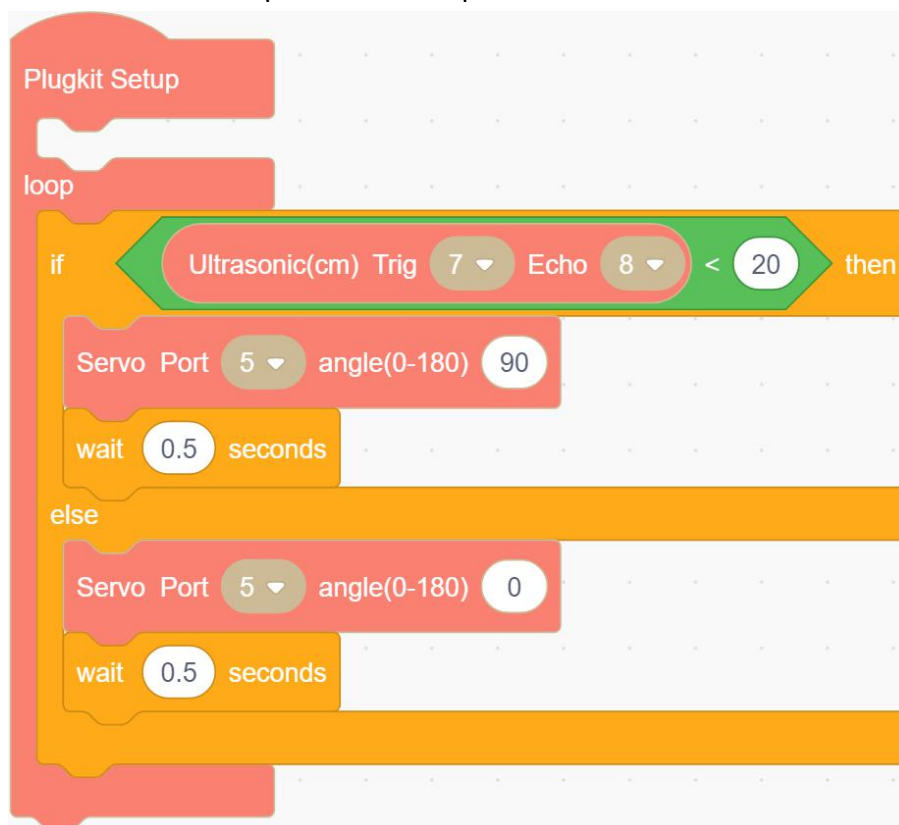 Plugkit Setup
loop
if Ultrasonic(cm) Trig 7 Echo 8 < 20 then
Servo Port 5 angle(0-180) 90
wait 0.5 seconds
else
Servo Port 5 angle(0-180) 0
wait 0.5 seconds